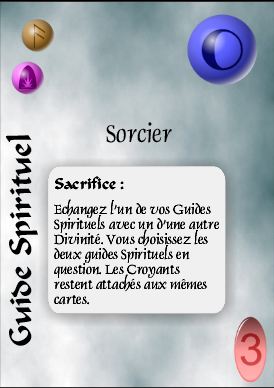 Sorcier
Guide Spirituel
Sacrifice :
Echangez l'un de vos Guides
Spirituels avec un d'une autre
Divinité. Vous choisissez les
deux guides Spirituels en
question. Les Croyants
restent attachés aux mêmes
cartes.
3